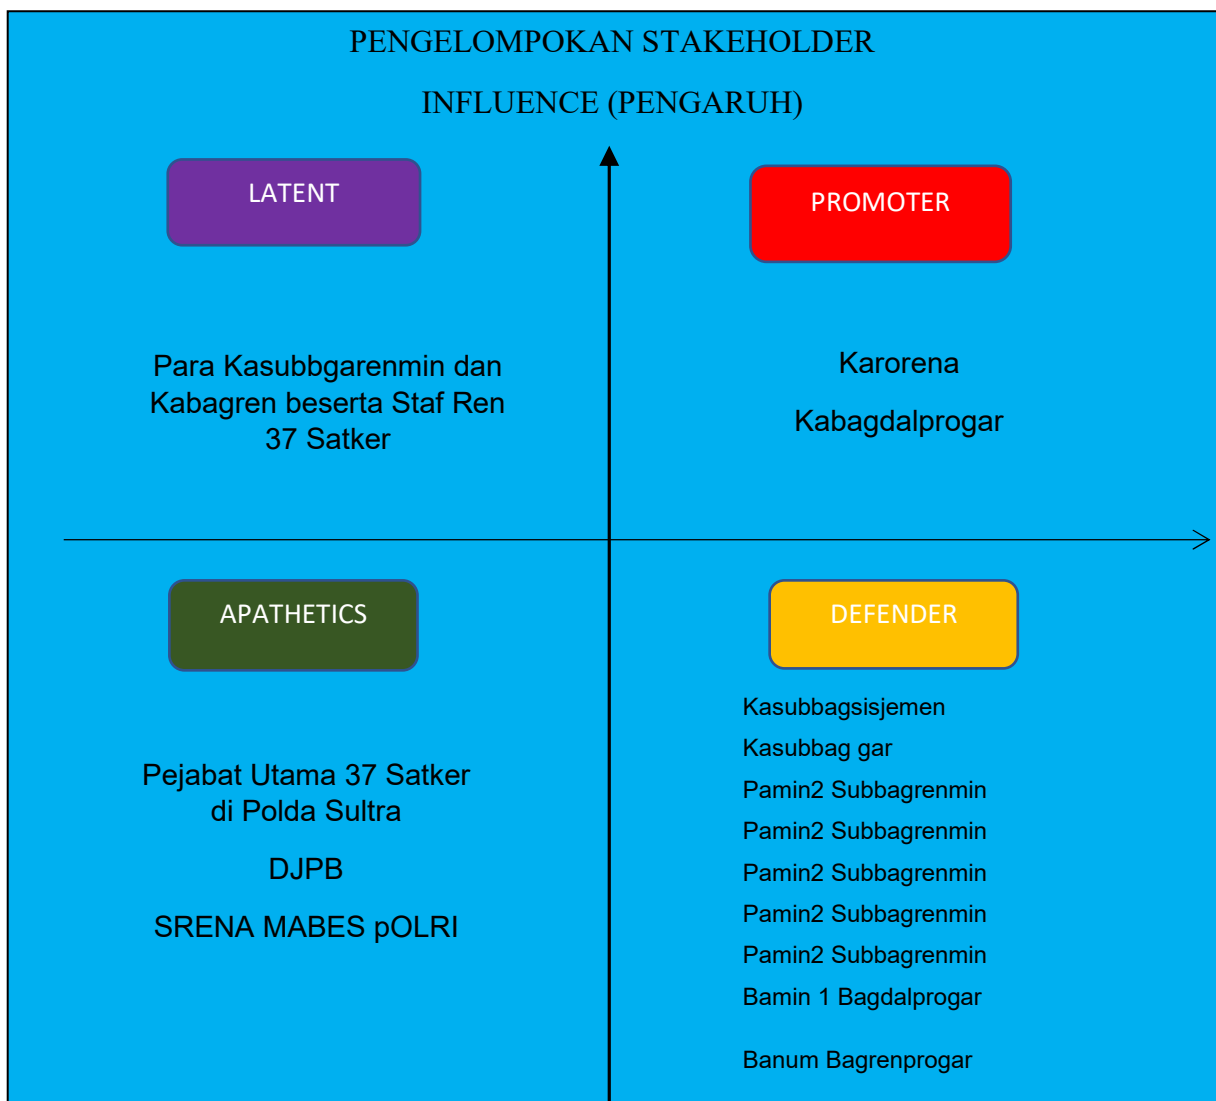 PENGELOMPOKAN STAKEHOLDER
INFLUENCE (PENGARUH)
LATENT
PROMOTER
Para Kasubbgarenmin dan
Kabagren beserta Staf Ren
37 Satker
Karorena
Kabagdalprogar
APATHETICS
DEFENDER
Pejabat Utama 37 Satker
di Polda Sultra
DJPB
SRENA MABES pOLRI
Kasubbagsisjemen
Kasubbag gar
Pamin2 Subbagrenmin
Pamin2 Subbagrenmin
Pamin2 Subbagrenmin
Pamin2 Subbagrenmin
Pamin2 Subbagrenmin
Bamin 1 Bagdalprogar
Banum Bagrenprogar